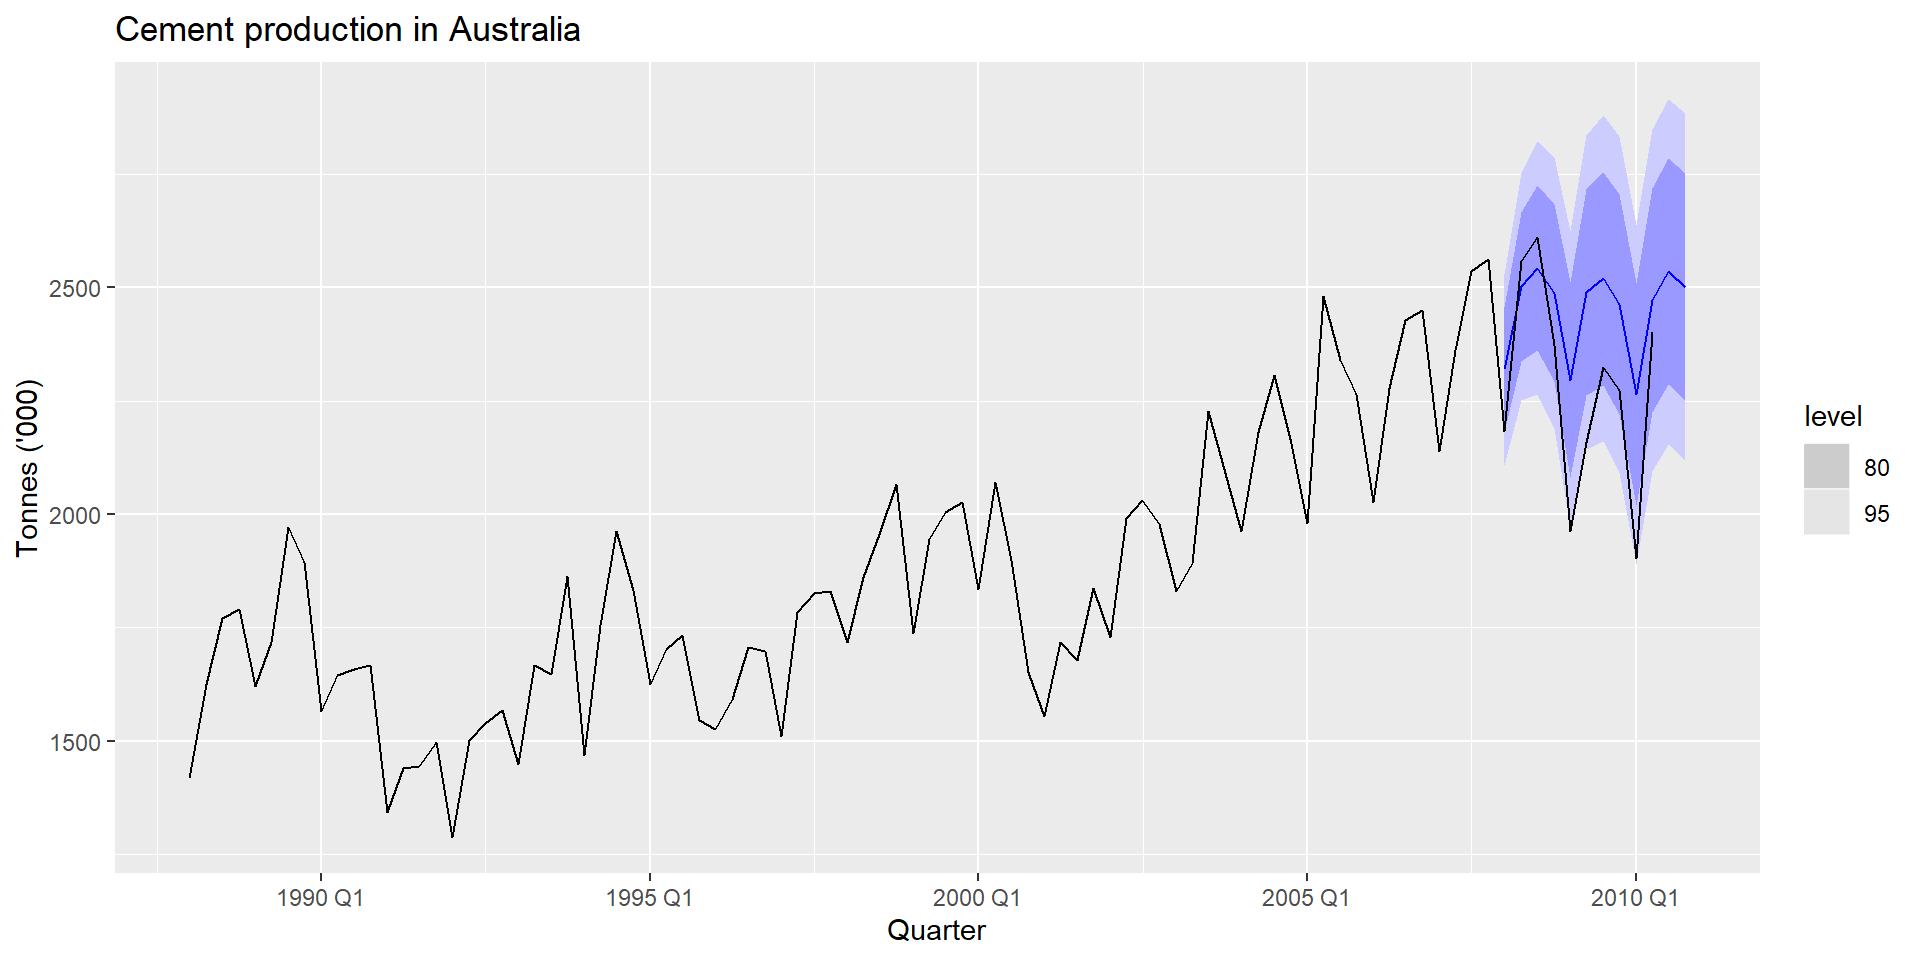 Cement production in Australia
Tonnes ('000)
2500
2000
1500
1990 Q1
1995 Q1
2000 Q1
2005 Q1
2010 Q1
Quarter
level
80
95